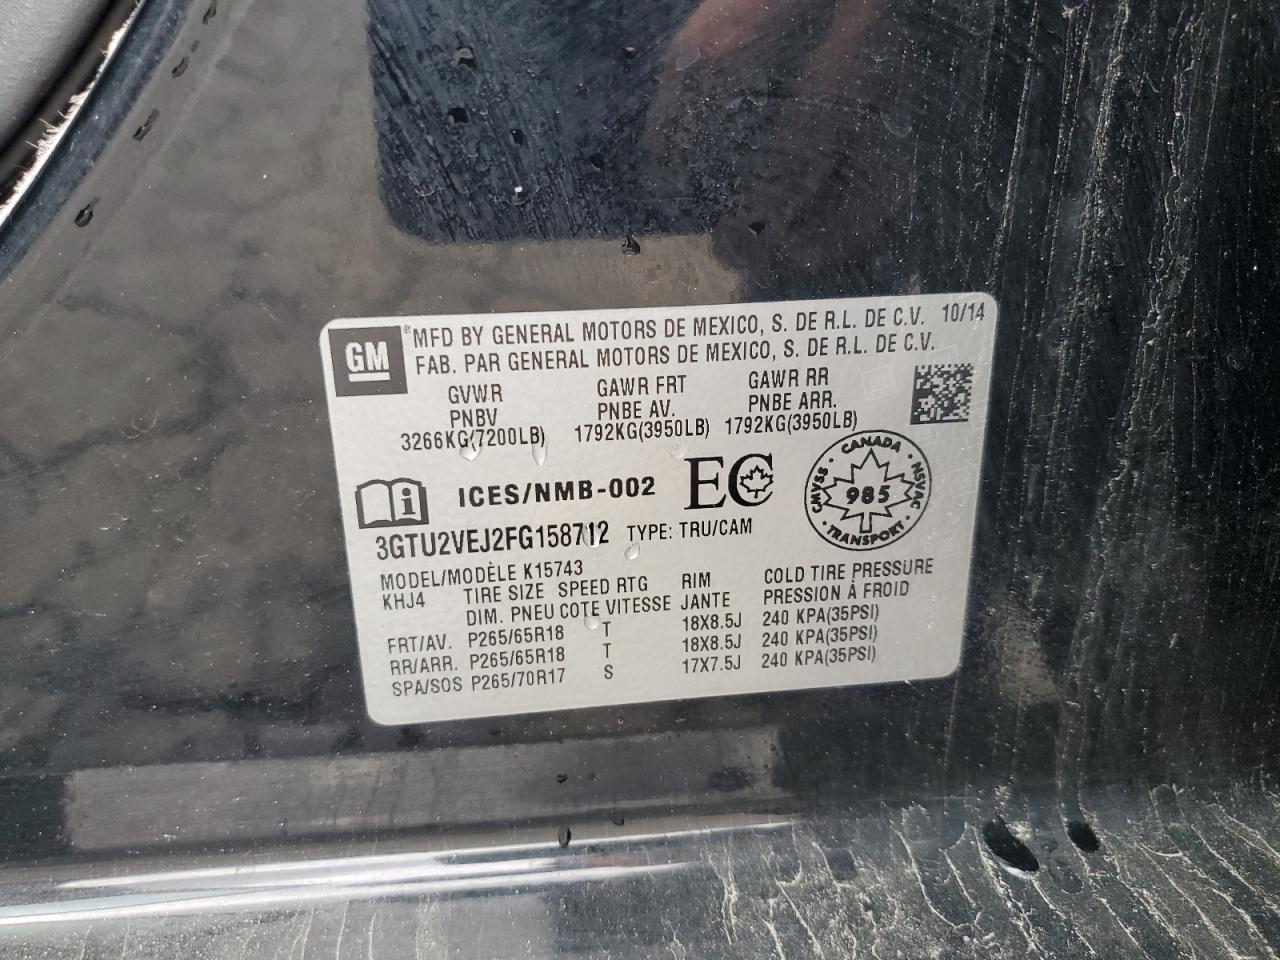 GM ® MFD BY GENERAL MOTORS DE MEXICO, S. DE R.L. DE C.V. 10/14
FAB. PAR GENERAL MOTORS DE MEXICO, S. DE R.L. DE C.V.
GVWR GAWR FRT GAWR RR
PNBV PNBE AV. PNBE ARR.
3266KG(7200LB) 1792KG(3950LB) 1792KG(3950LB)
i ICES/NMB-002 EC CANADA CMVSS NSVAC 985 TRANSPORT
3GTU2VEJ2FG158712 TYPE: TRU/CAM
MODEL/MODÈLE K15743
KHJ4 TIRE SIZE SPEED RTG RIM COLD TIRE PRESSURE
DIM. PNEU COTE VITESSE JANTE PRESSION À FROID
FRT/AV. P265/65R18 T 18X8.5J 240 KPA(35PSI)
RR/ARR. P265/65R18 T 18X8.5J 240 KPA(35PSI)
SPA/SOS P265/70R17 S 17X7.5J 240 KPA(35PSI)